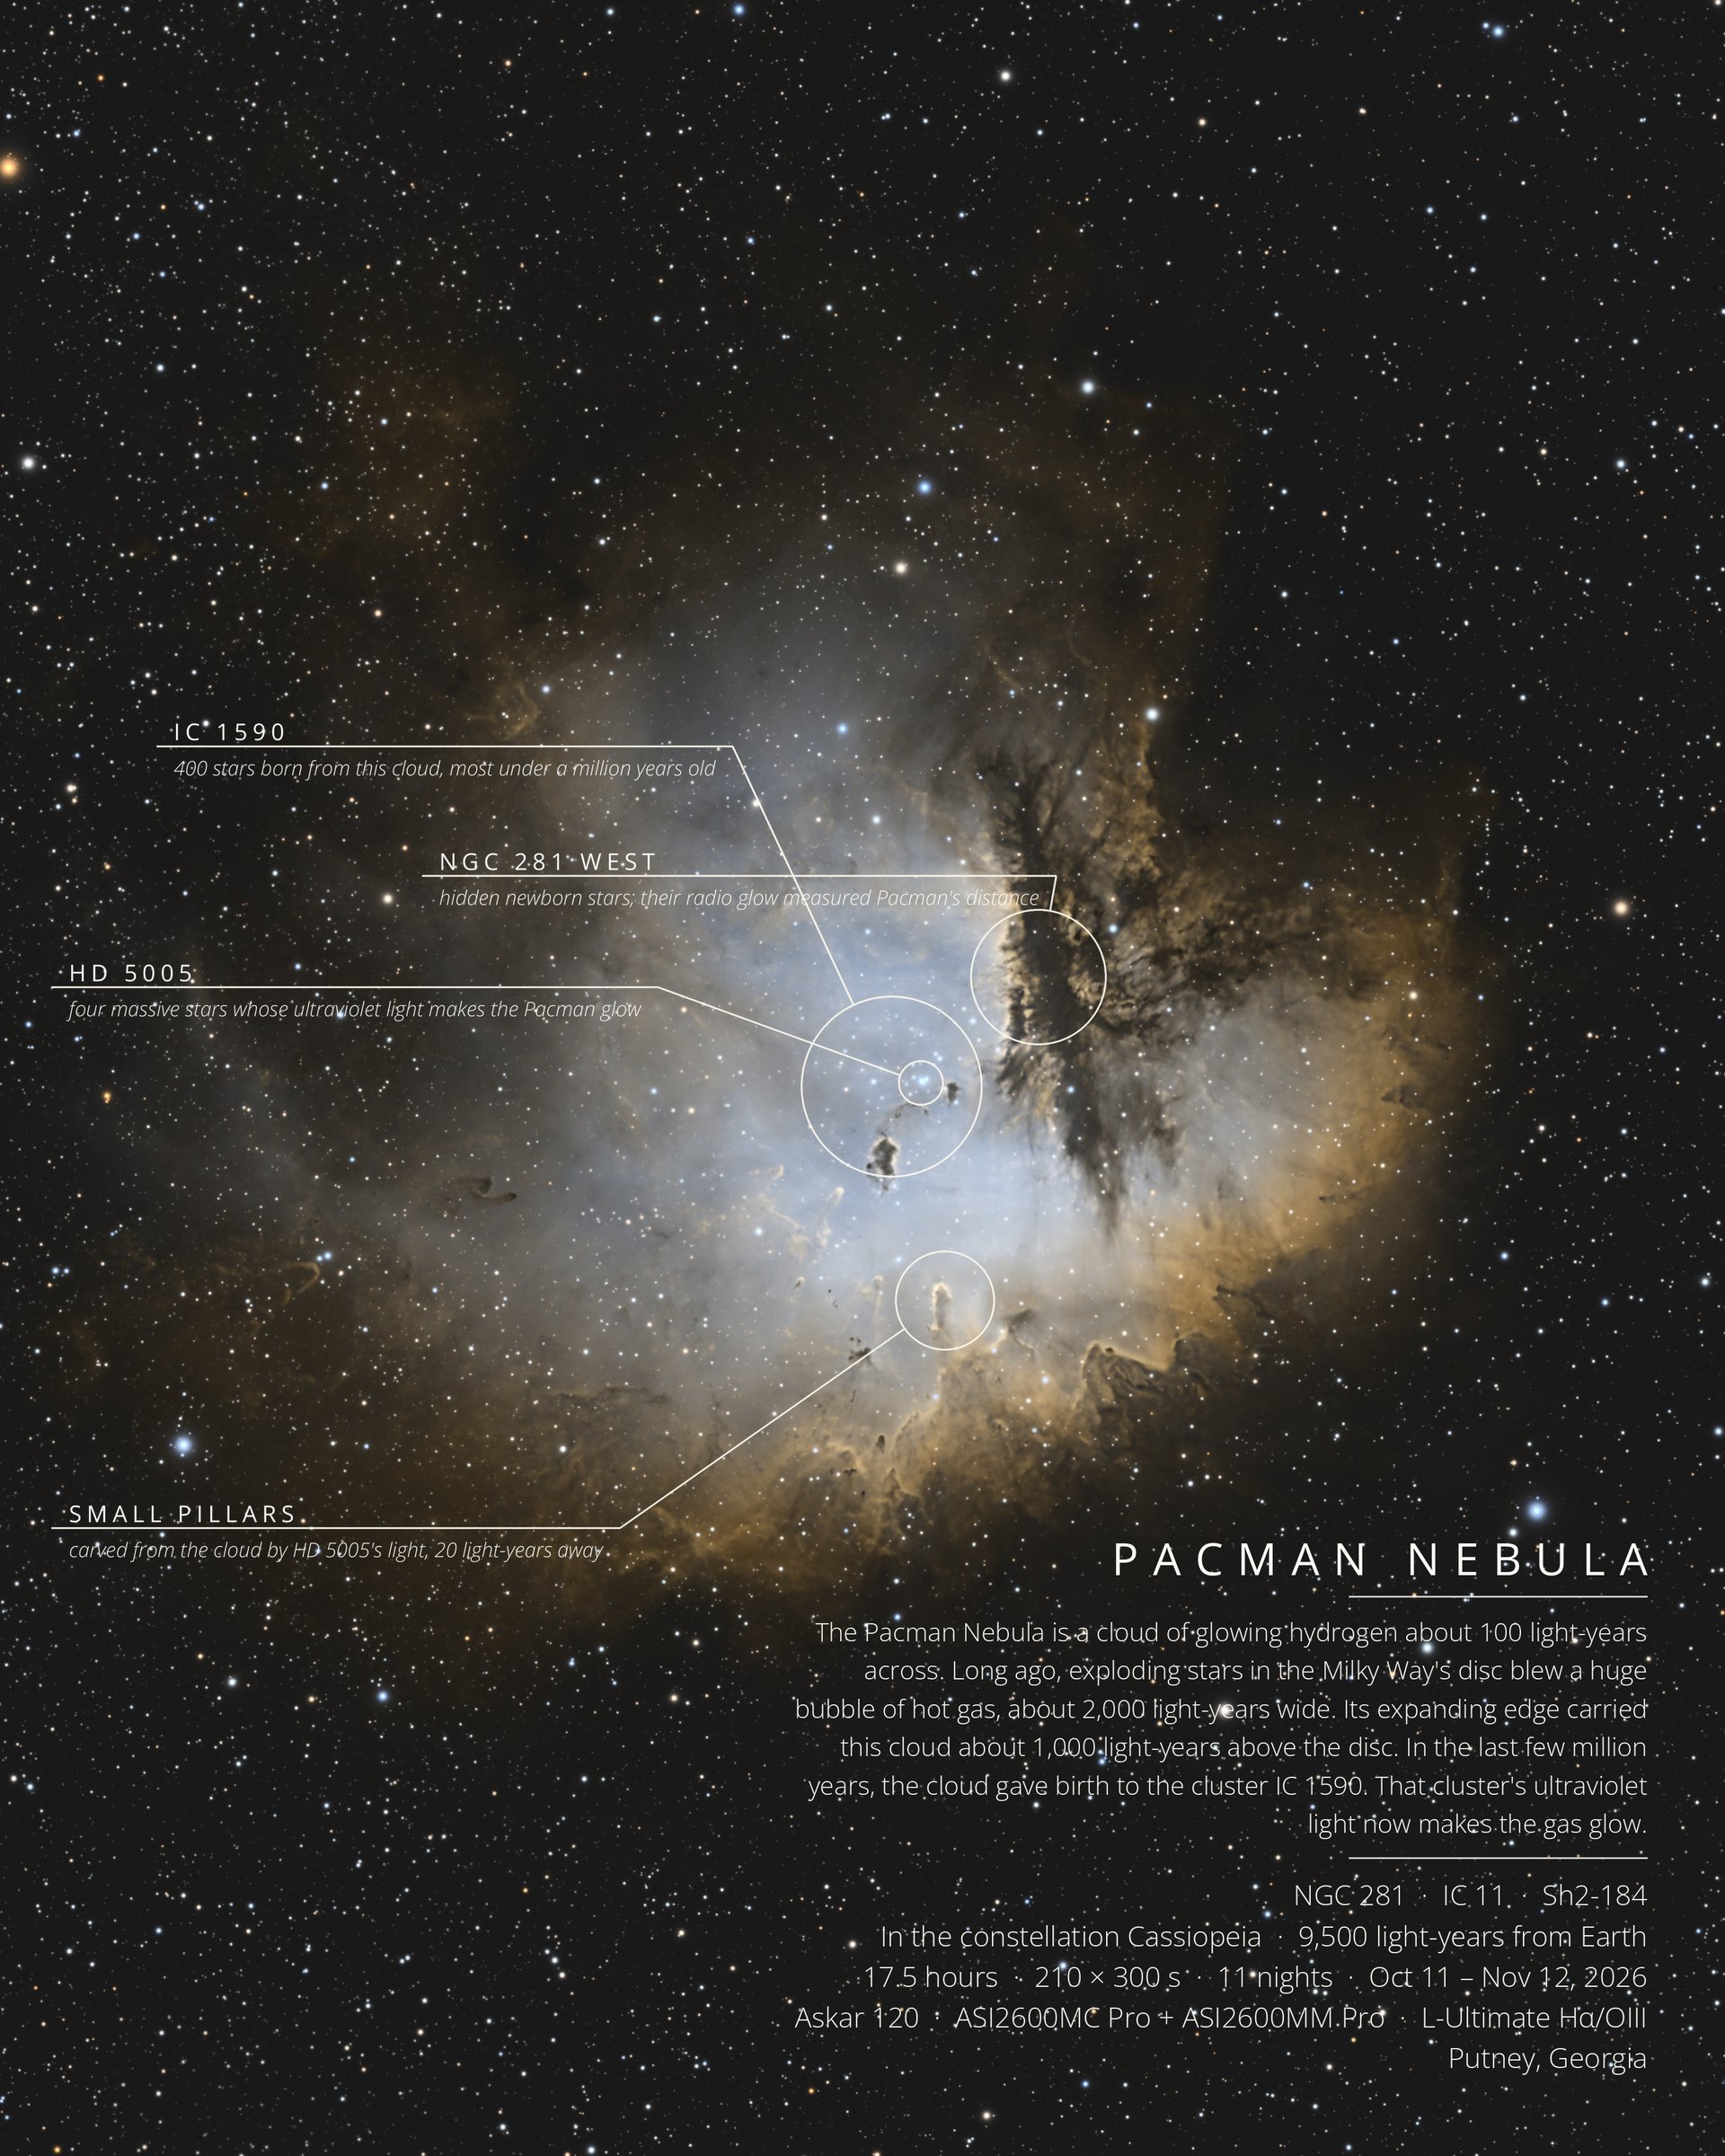 IC 1590
400 stars born from this cloud, most under a million years old
NGC 281 WEST
hidden newborn stars; their radio glow measured Pacman's distance
HD 5005
four massive stars whose ultraviolet light makes the Pacman glow
SMALL PILLARS
carved from the cloud by HD 5005's light, 20 light-years away
PACMAN NEBULA
The Pacman Nebula is a cloud of glowing hydrogen about 100 light-years
across. Long ago, exploding stars in the Milky Way's disc blew a huge
bubble of hot gas, about 2,000 light-years wide. Its expanding edge carried
this cloud about 1,000 light-years above the disc. In the last few million
years, the cloud gave birth to the cluster IC 1590. That cluster's ultraviolet
light now makes the gas glow.
NGC 281 · IC 11 · Sh2-184
In the constellation Cassiopeia · 9,500 light-years from Earth
17.5 hours · 210 × 300 s · 11 nights · Oct 11 – Nov 12, 2026
Askar 120 · ASI2600MC Pro + ASI2600MM Pro · L-Ultimate Hα/OIII
Putney, Georgia